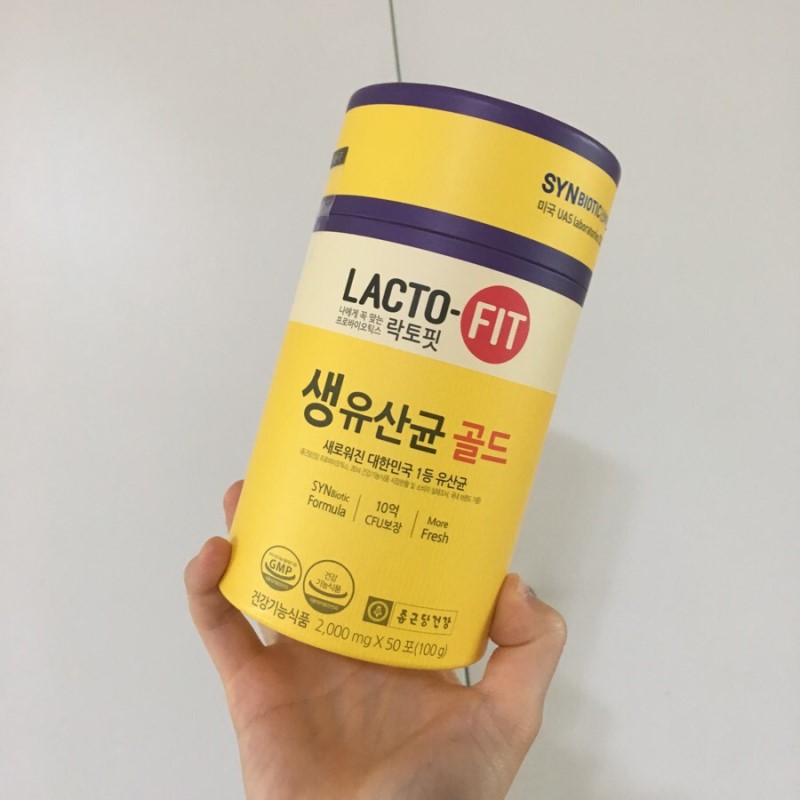 SYNBIOTIC
미국 UAS laboratories
LACTO-FIT
나에게 꼭 맞는
프로바이오틱스 락토핏
생유산균 골드
새로워진 대한민국 1등 유산균
SYNBiotic
Formula
10억
CFU보장
More
Fresh
GMP
건강
기능식품
종근당건강
건강기능식품 2,000 mg X 50 포(100 g)